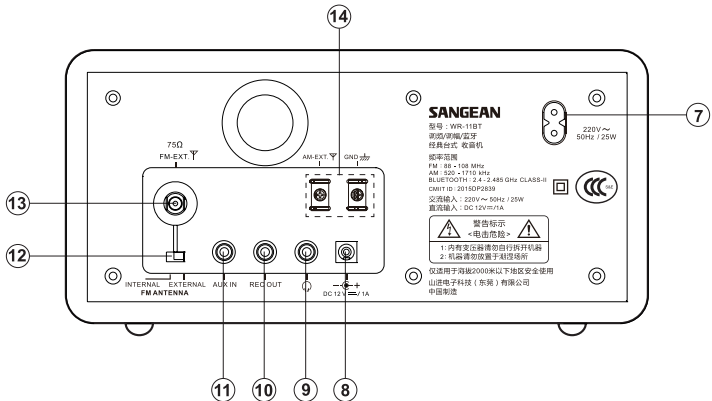 14
SANGEAN
型号：WR-11BT
调频/调幅/蓝牙
经典台式 收音机
频率范围
FM : 88 - 108 MHz
AM : 520 - 1710 kHz
BLUETOOTH : 2.4 - 2.485 GHz CLASS-II
CMIIT ID : 2015DP2839
交流输入：220V～ 50Hz / 25W
直流输入：DC 12V⎓/1A
警告标示
<电击危险>
1: 内有变压器请勿自行拆开机器
2: 机器请勿放置于潮湿场所
仅适用于海拔2000米以下地区安全使用
山进电子科技（东莞）有限公司
中国制造
220V～
50Hz / 25W
7
CCC
S&E
75Ω
FM-EXT.
AM-EXT.
GND
13
12
INTERNAL EXTERNAL
FM ANTENNA
AUX IN
REC OUT
DC 12 V⎓/ 1A
11
10
9
8